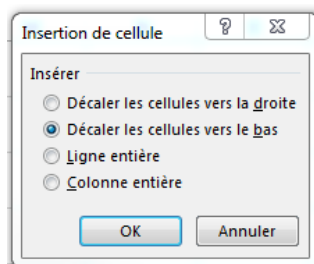 Insertion de cellule
Insérer
Décaler les cellules vers la droite
Décaler les cellules vers le bas
Ligne entière
Colonne entière
OK Annuler